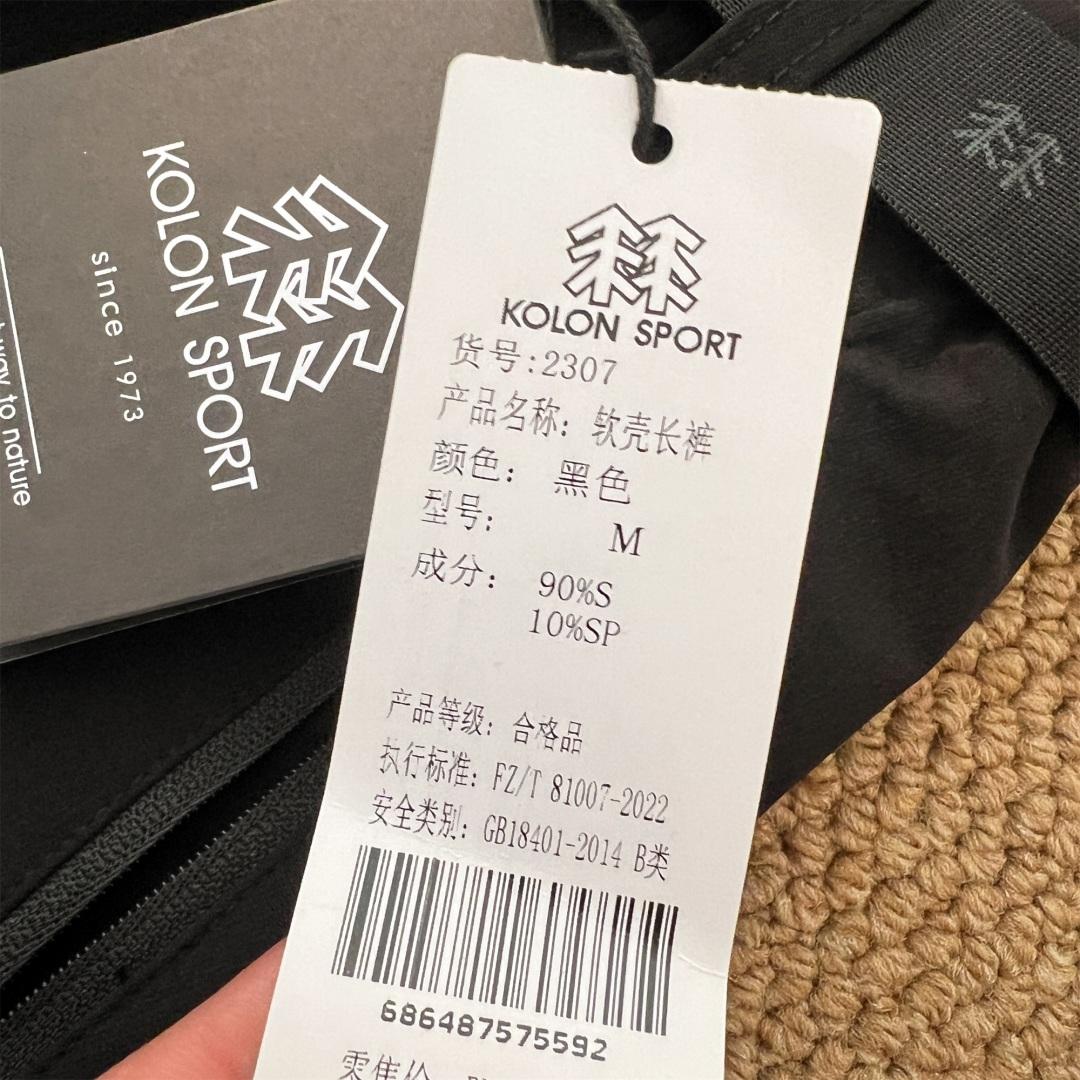 KOLON SPORT
since 1973
way to nature
KOLON SPORT
货号:2307
产品名称: 软壳长裤
颜色: 黑色
型号: M
成分: 90%S
10%SP
产品等级: 合格品
执行标准: FZ/T 81007-2022
安全类别: GB18401-2014 B类
686487575592